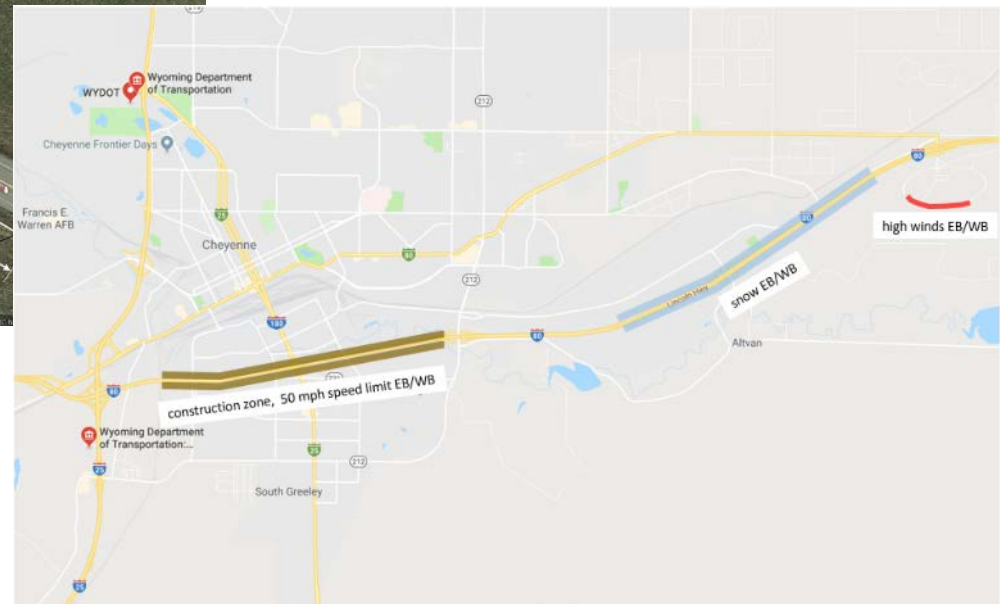 Wyoming Department
of Transportation
WYDOT
212
Cheyenne Frontier Days
80
Francis E.
Warren AFB
25
high winds EB/WB
Cheyenne
80
80
212
snow EB/WB
Lincoln Hwy
180
80
Altvan
80
construction zone, 50 mph speed limit EB/WB
Wyoming Department
of Transportation:...
25
212
25
South Greeley
25